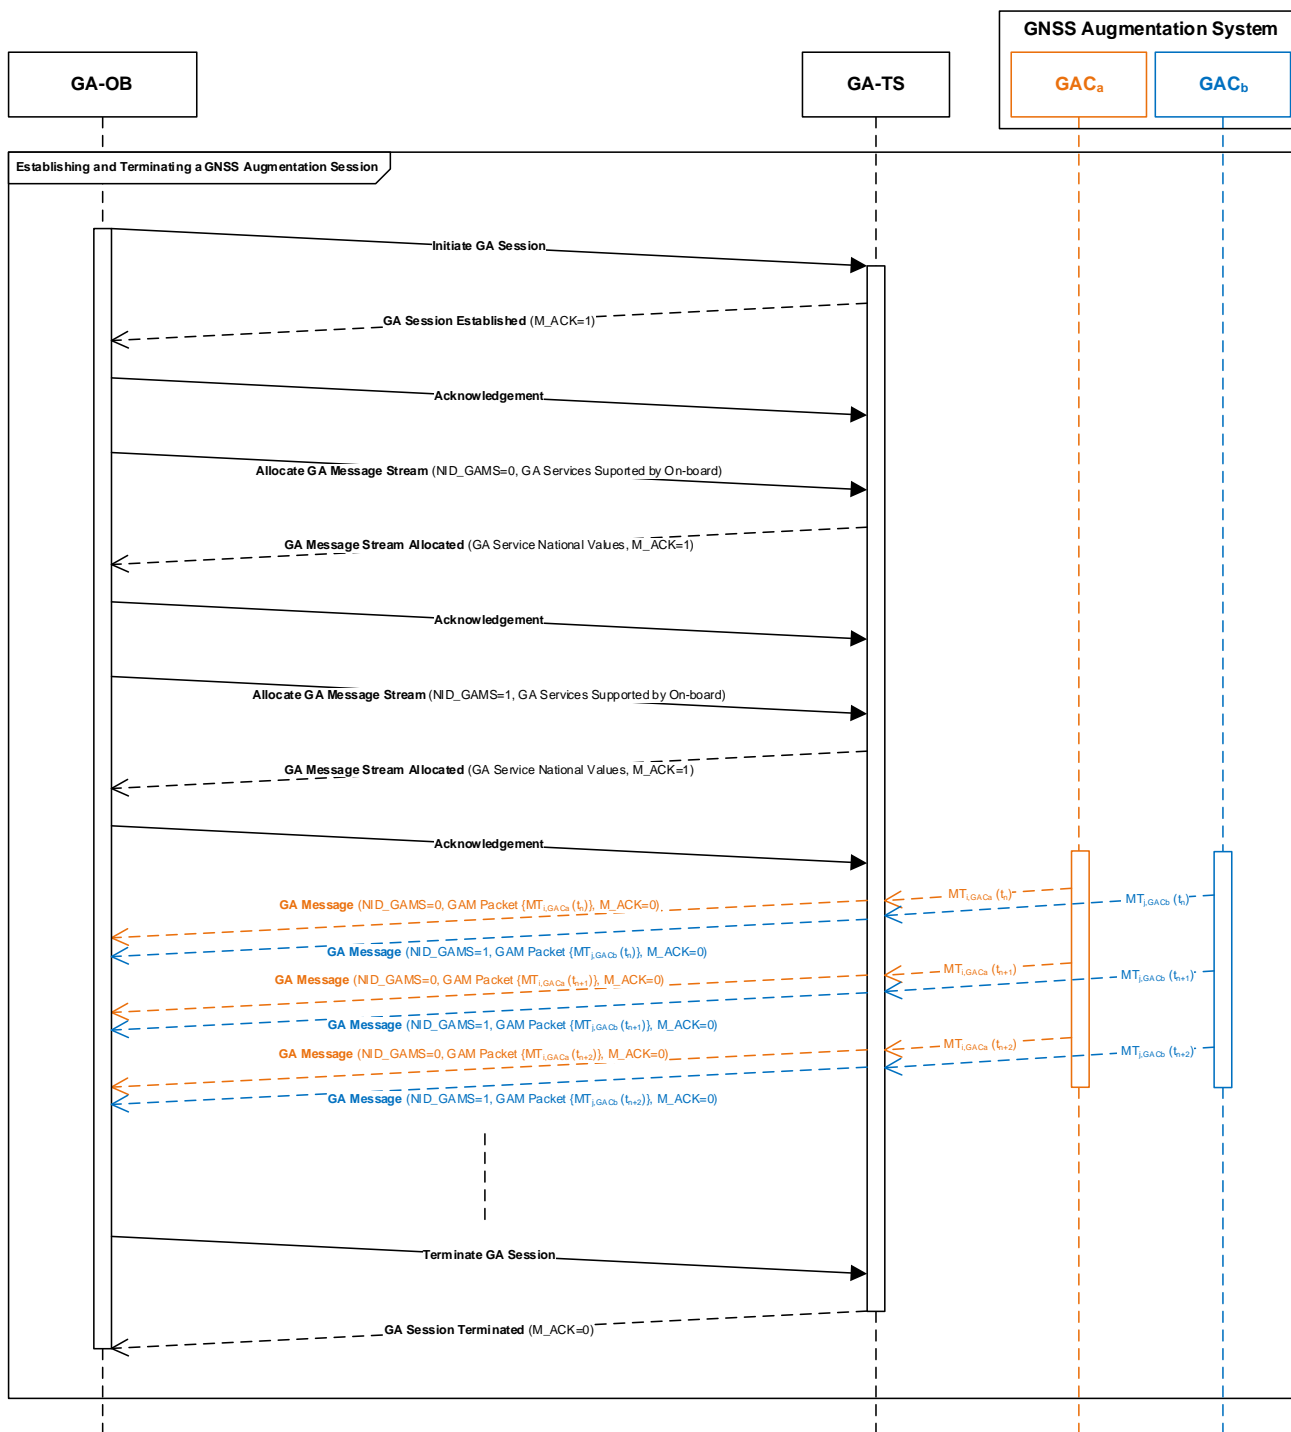 GNSS Augmentation System
GA-OB
GA-TS
GACa
GACb
Establishing and Terminating a GNSS Augmentation Session
Initiate GA Session
GA Session Established (M_ACK=1)
Acknowledgement
Allocate GA Message Stream (NID_GAMS=0, GA Services Suported by On-board)
GA Message Stream Allocated (GA Service National Values, M_ACK=1)
Acknowledgement
Allocate GA Message Stream (NID_GAMS=1, GA Services Supported by On-board)
GA Message Stream Allocated (GA Service National Values, M_ACK=1)
Acknowledgement
MTi,GACa (tn)
MTj,GACb (tn)
GA Message (NID_GAMS=0, GAM Packet {MTi,GACa (tn)}, M_ACK=0)
GA Message (NID_GAMS=1, GAM Packet {MTj,GACb (tn)}, M_ACK=0)
MTi,GACa (tn+1)
MTj,GACb (tn+1)
GA Message (NID_GAMS=0, GAM Packet {MTi,GACa (tn+1)}, M_ACK=0)
GA Message (NID_GAMS=1, GAM Packet {MTj,GACb (tn+1)}, M_ACK=0)
MTi,GACa (tn+2)
MTj,GACb (tn+2)
GA Message (NID_GAMS=0, GAM Packet {MTi,GACa (tn+2)}, M_ACK=0)
GA Message (NID_GAMS=1, GAM Packet {MTj,GACb (tn+2)}, M_ACK=0)
Terminate GA Session
GA Session Terminated (M_ACK=0)